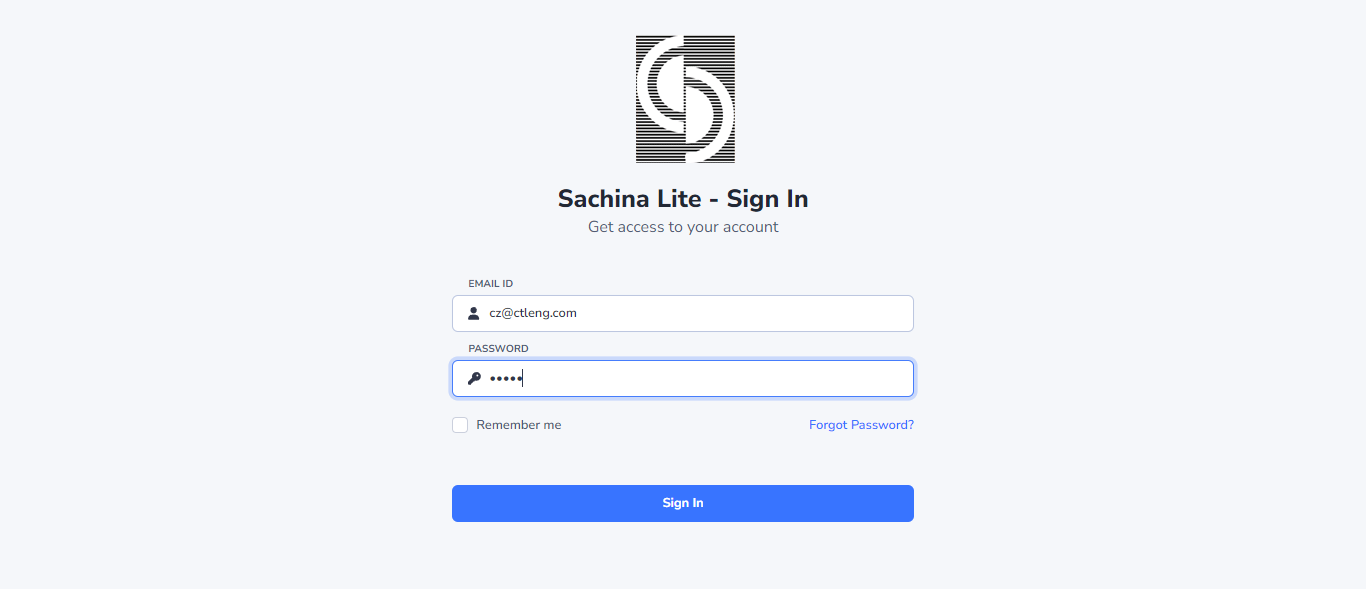 Sachina Lite - Sign In
Get access to your account
EMAIL ID
cz@ctleng.com
PASSWORD
•••••
Remember me
Forgot Password?
Sign In